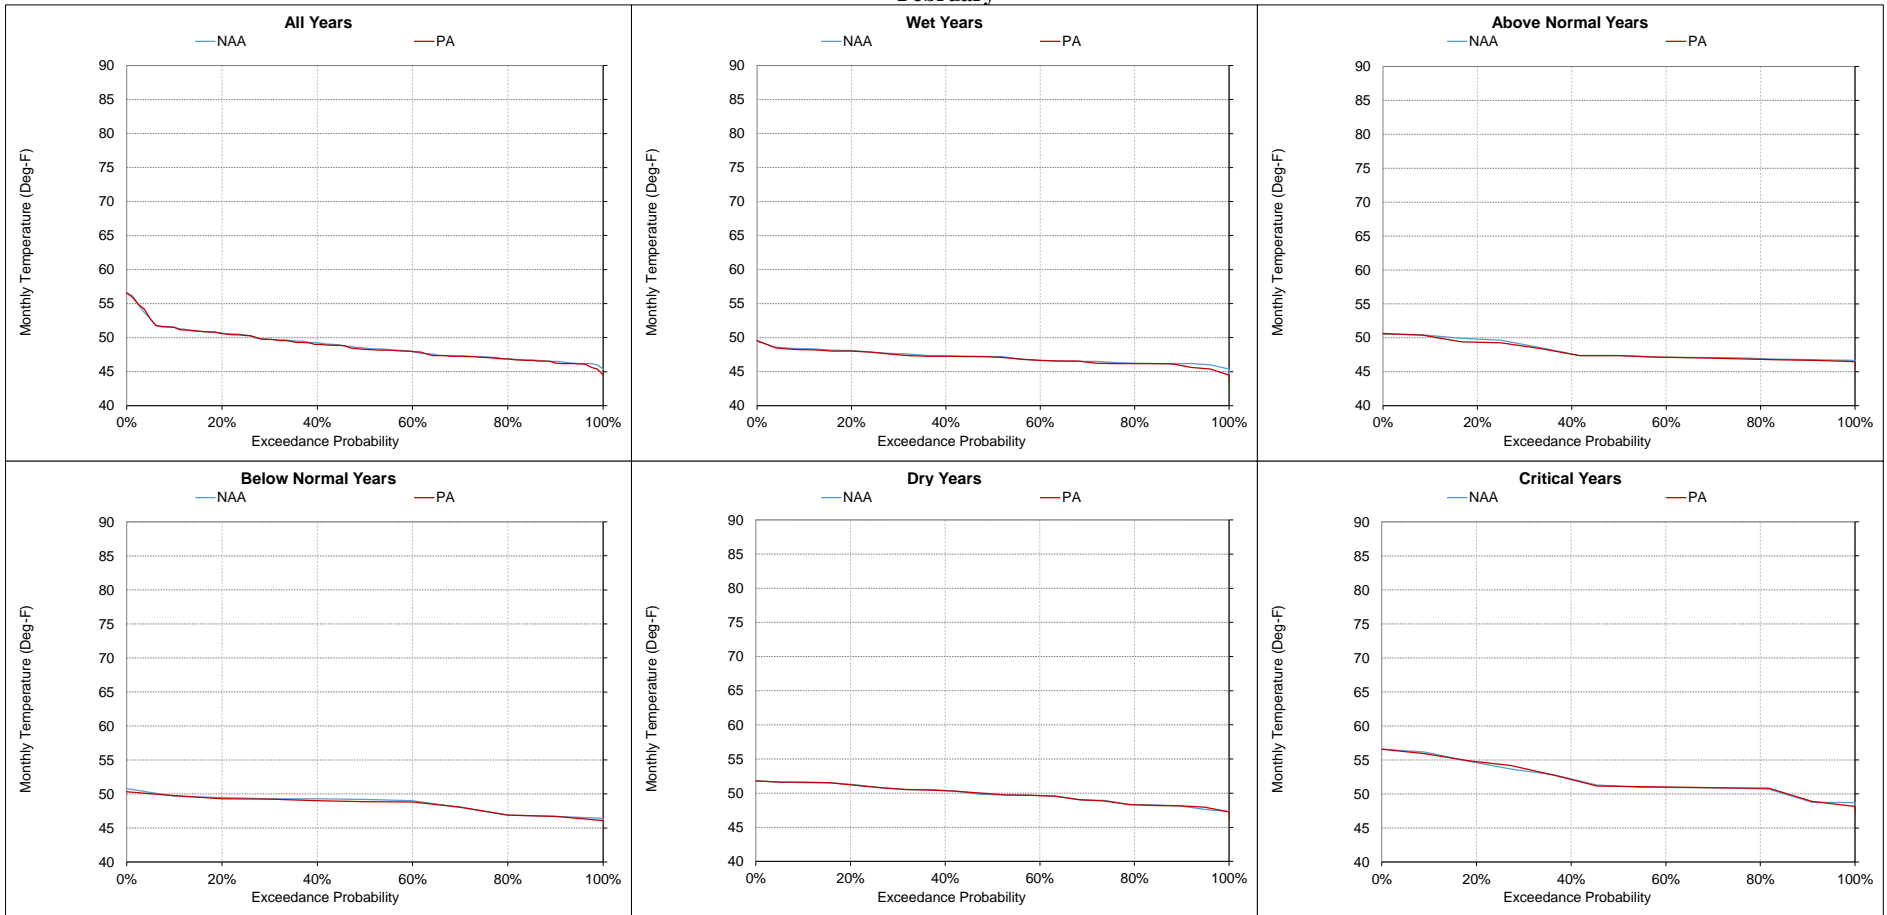 All Years
NAA PA
Monthly Temperature (Deg-F)
90
85
80
75
70
65
60
55
50
45
40
0% 20% 40% 60% 80% 100%
Exceedance Probability
Wet Years
NAA PA
Monthly Temperature (Deg-F)
90
85
80
75
70
65
60
55
50
45
40
0% 20% 40% 60% 80% 100%
Exceedance Probability
Above Normal Years
NAA PA
Monthly Temperature (Deg-F)
90
85
80
75
70
65
60
55
50
45
40
0% 20% 40% 60% 80% 100%
Exceedance Probability
Below Normal Years
NAA PA
Monthly Temperature (Deg-F)
90
85
80
75
70
65
60
55
50
45
40
0% 20% 40% 60% 80% 100%
Exceedance Probability
Dry Years
NAA PA
Monthly Temperature (Deg-F)
90
85
80
75
70
65
60
55
50
45
40
0% 20% 40% 60% 80% 100%
Exceedance Probability
Critical Years
NAA PA
Monthly Temperature (Deg-F)
90
85
80
75
70
65
60
55
50
45
40
0% 20% 40% 60% 80% 100%
Exceedance Probability